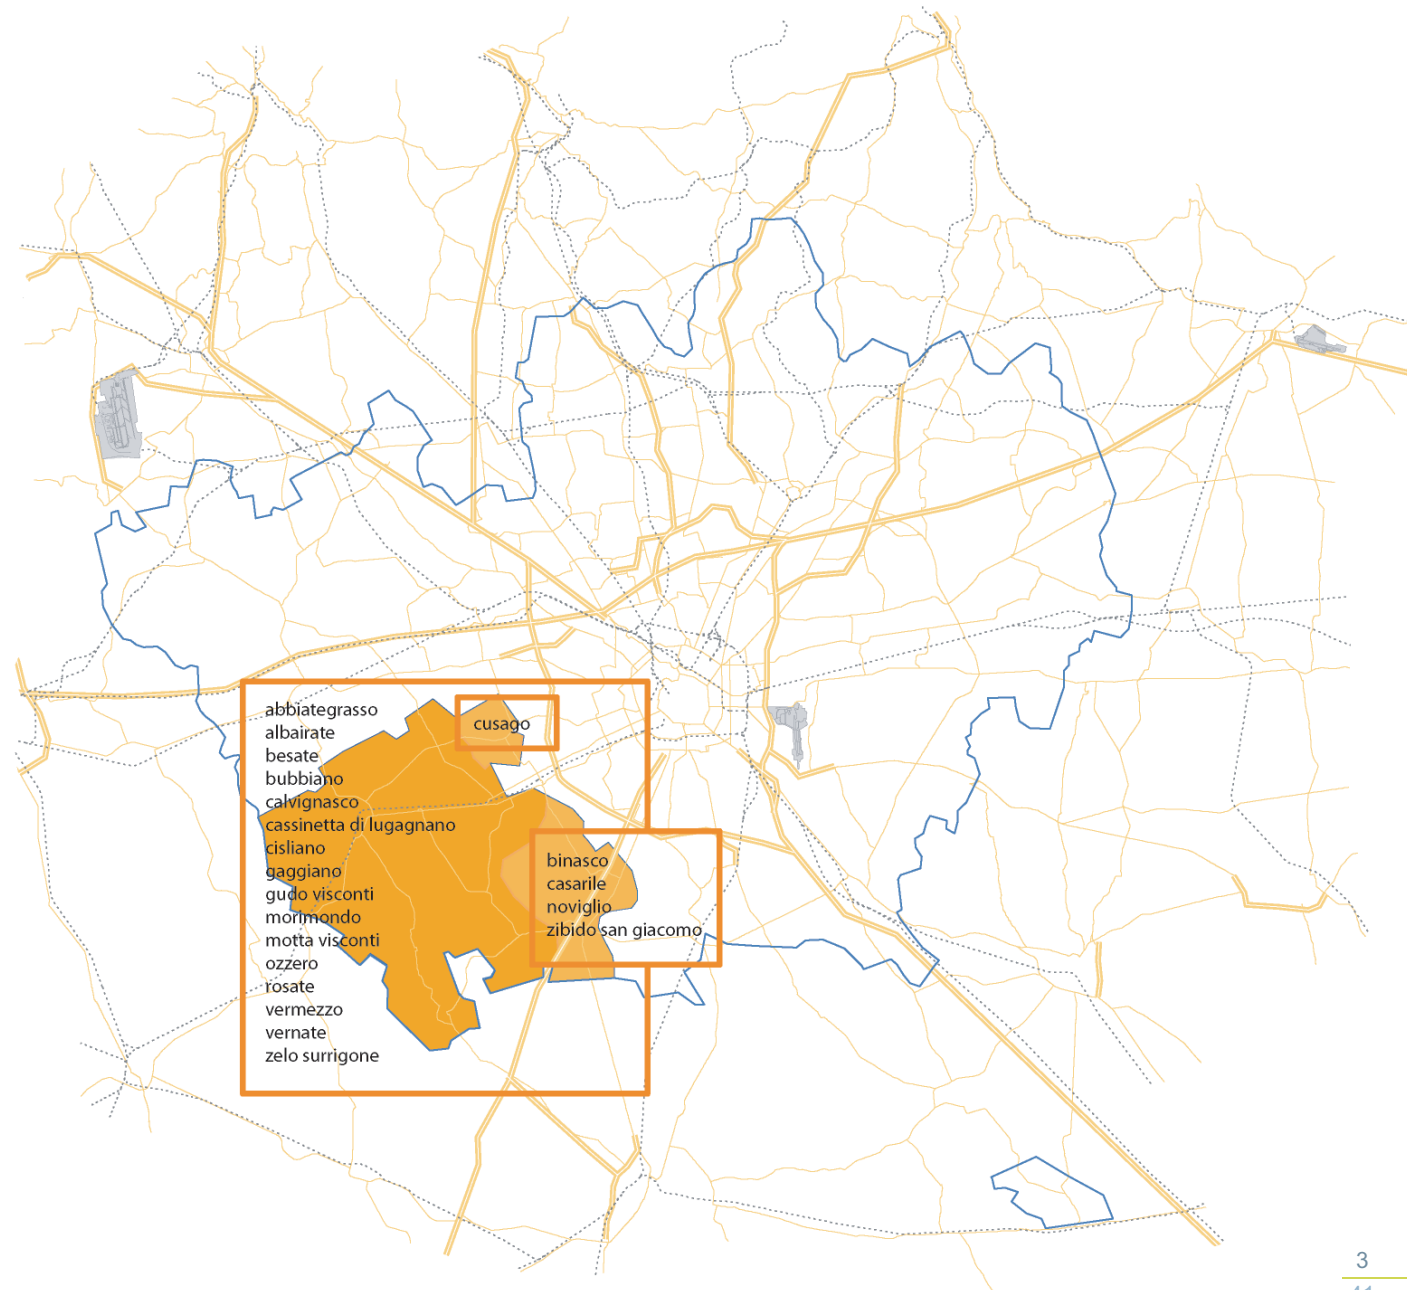 abbiategrasso
albairate
besate
bubbiano
calvignasco
cassinetta di lugagnano
cisliano
gaggiano
gudo visconti
morimondo
motta visconti
ozzero
rosate
vermezzo
vernate
zelo surrigone
cusago
binasco
casarile
noviglio
zibido san giacomo
3